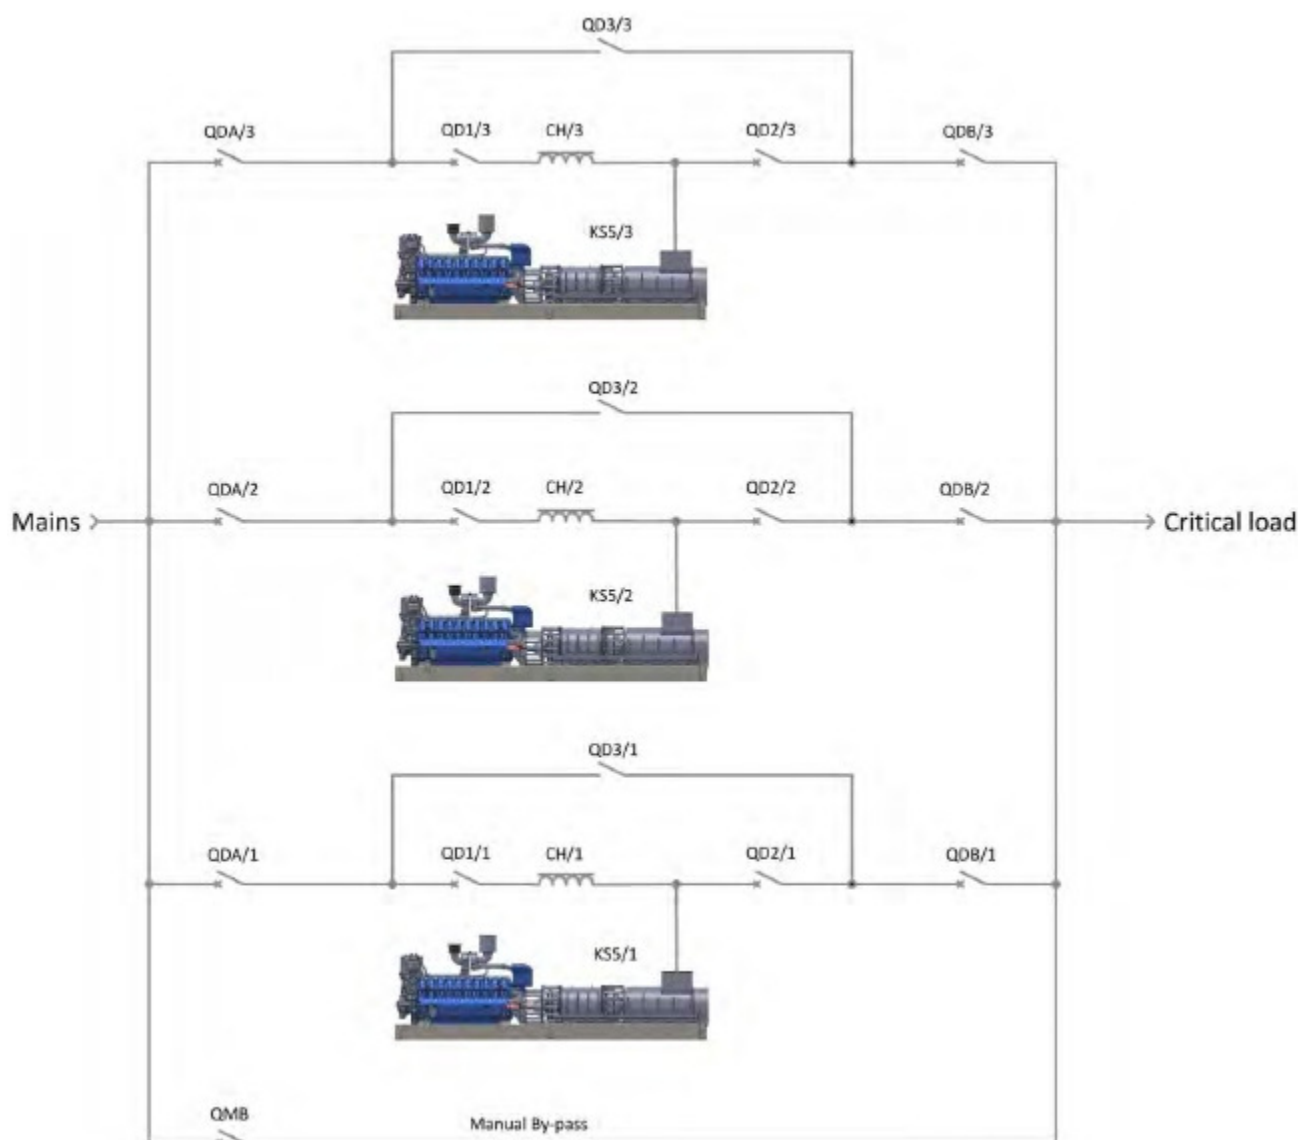 QD3/3
QDA/3 QD1/3 CH/3 QD2/3 QDB/3
KS5/3
QD3/2
QDA/2 QD1/2 CH/2 QD2/2 QDB/2
Mains Critical load
KS5/2
QD3/1
QDA/1 QD1/1 CH/1 QD2/1 QDB/1
KS5/1
QMB Manual By-pass